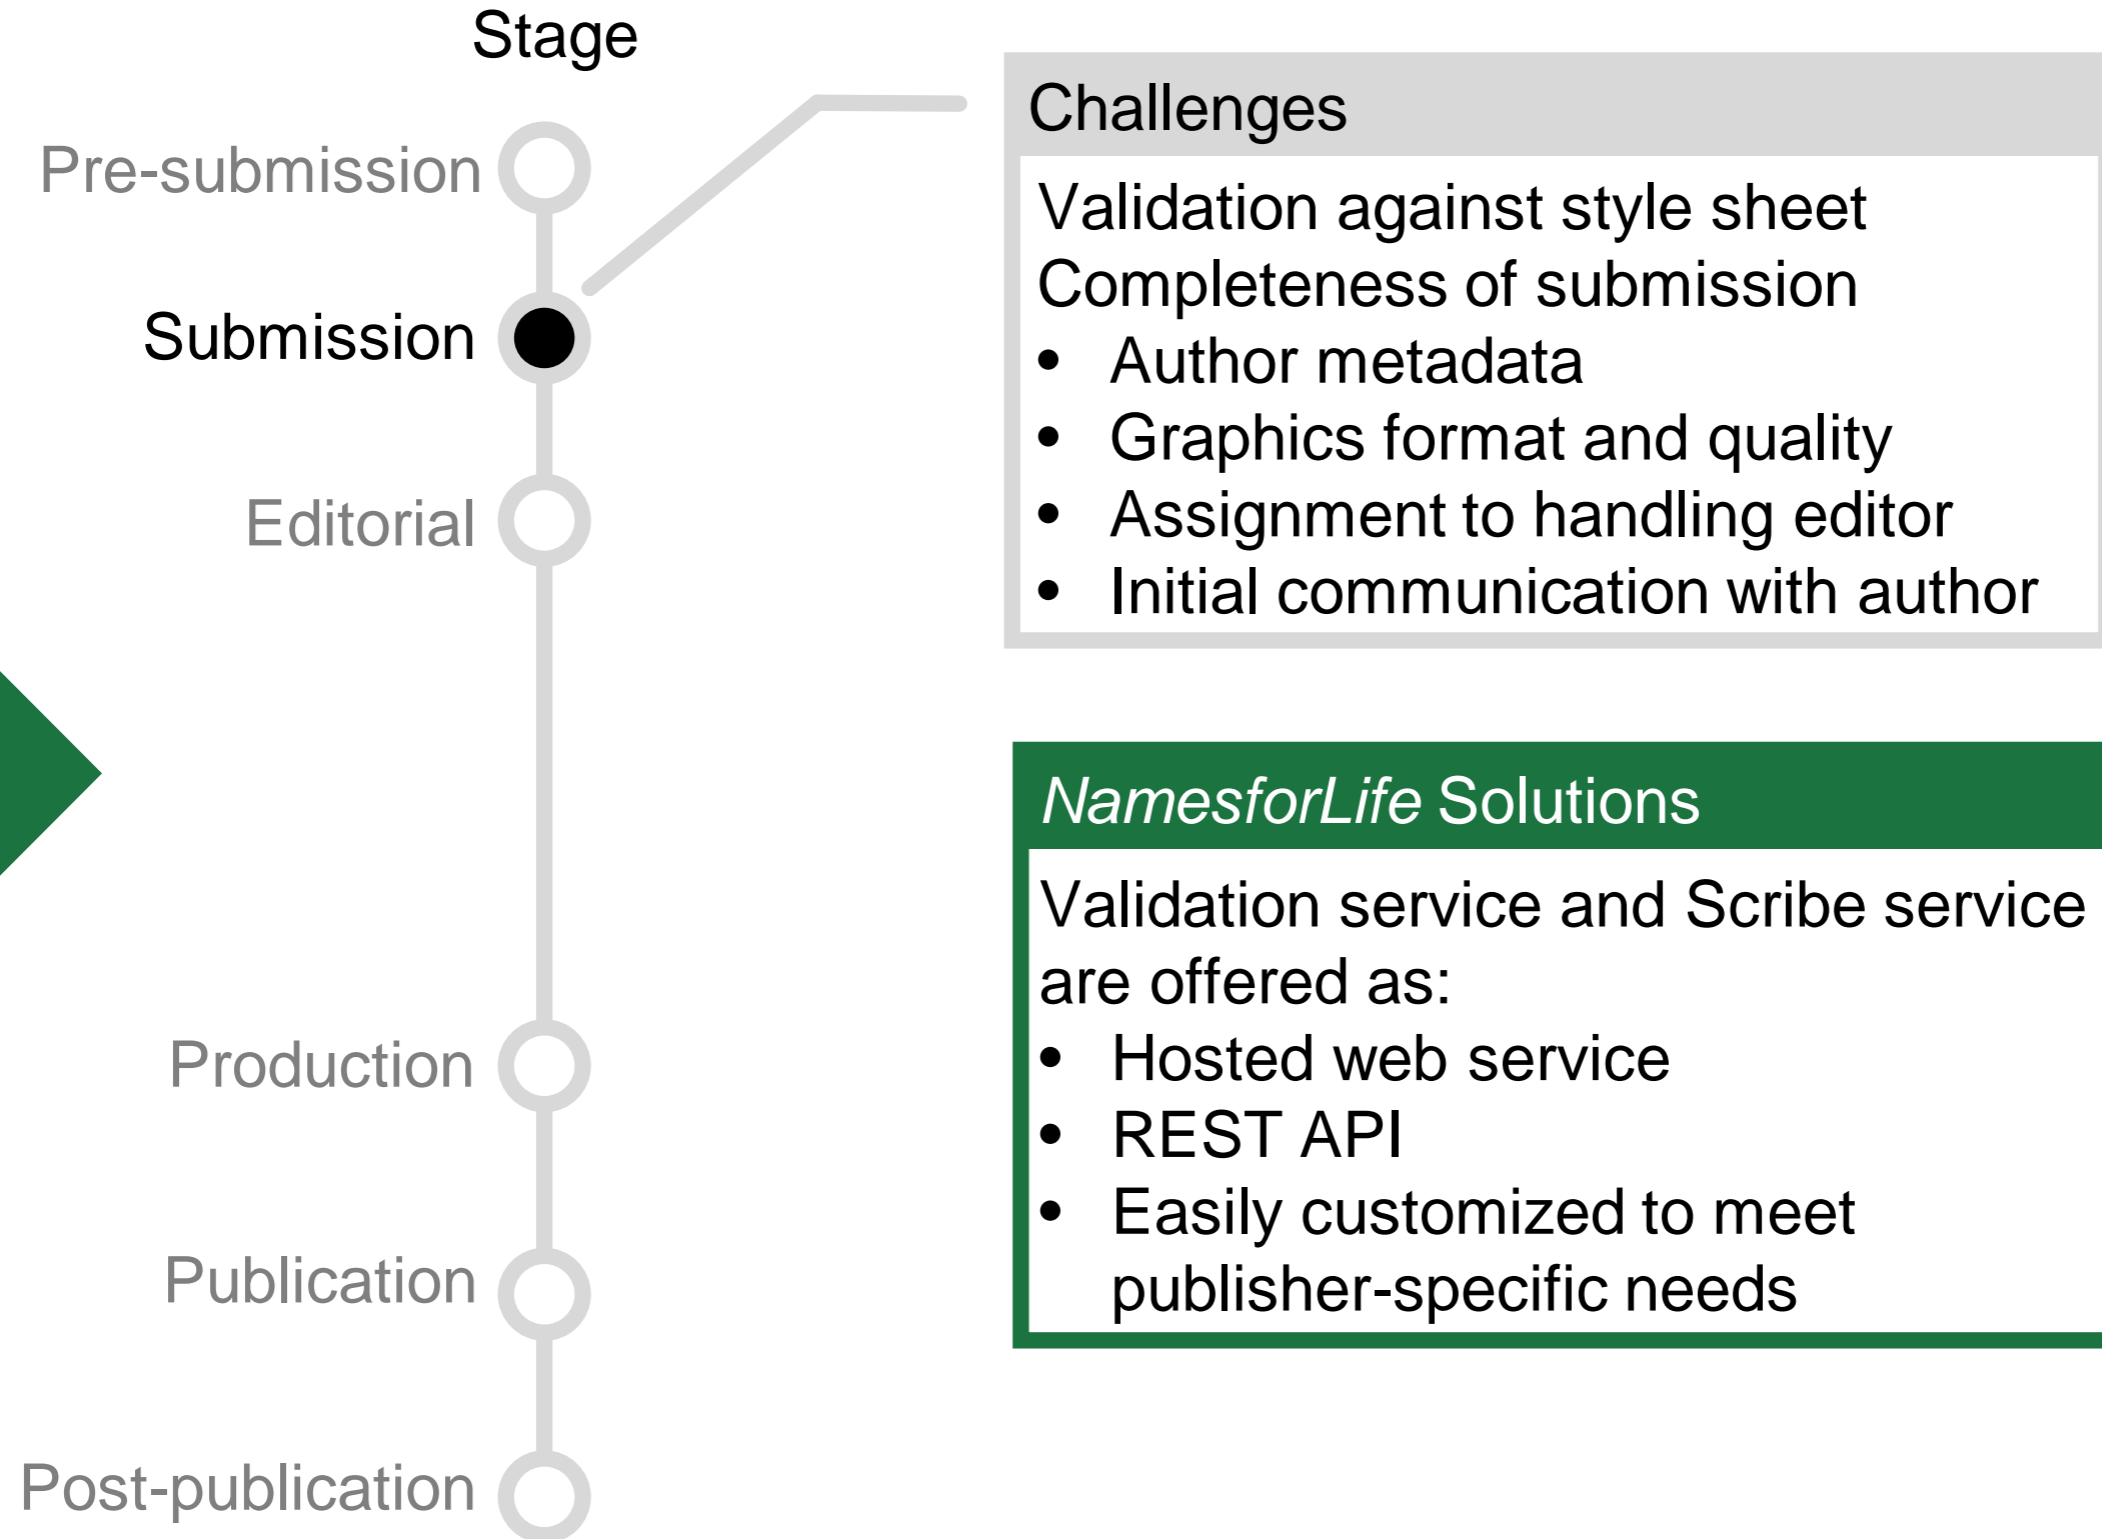 Stage
Pre-submission
Submission
Editorial
Production
Publication
Post-publication
Challenges
Validation against style sheet
Completeness of submission
• Author metadata
• Graphics format and quality
• Assignment to handling editor
• Initial communication with author
NamesforLife Solutions
Validation service and Scribe service
are offered as:
• Hosted web service
• REST API
• Easily customized to meet
publisher-specific needs